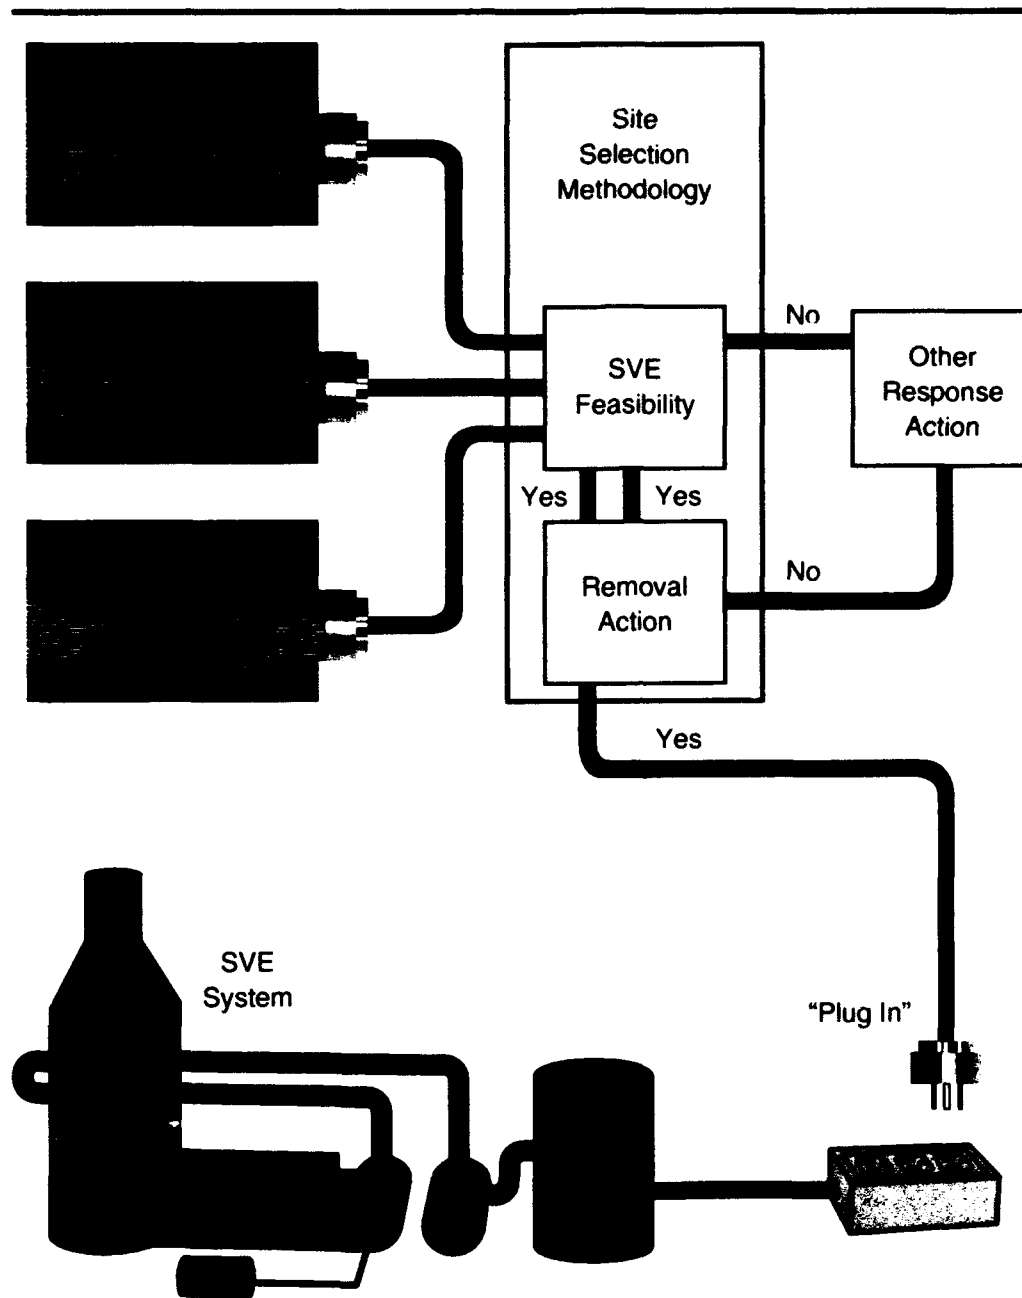 Site
Selection
Methodology
No
SVE
Feasibility
Other
Response
Action
Yes
Yes
Removal
Action
No
Yes
SVE
System
“Plug In”